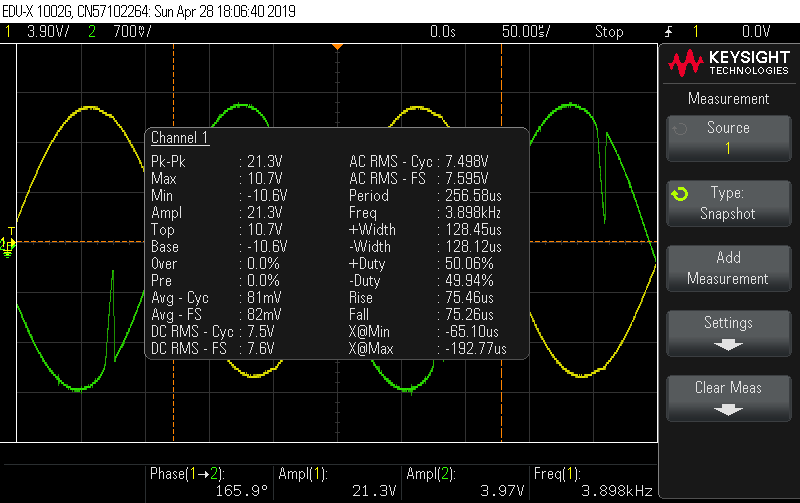 EDU-X 1002G, CN57102264: Sun Apr 28 18:06:40 2019
1 3.90V/ 2 700mV/ 0.0s 50.00us/ Stop 1 0.0V
KEYSIGHT
TECHNOLOGIES
Measurement
Source
1
Type:
Snapshot
Add
Measurement
Settings
Clear Meas
Channel 1
Pk-Pk : 21.3V AC RMS - Cyc : 7.498V
Max : 10.7V AC RMS - FS : 7.595V
Min : -10.6V Period : 256.58us
Ampl : 21.3V Freq : 3.898kHz
Top : 10.7V +Width : 128.45us
Base : -10.6V -Width : 128.12us
Over : 0.0% +Duty : 50.06%
Pre : 0.0% -Duty : 49.94%
Avg - Cyc : 81mV Rise : 75.46us
Avg - FS : 82mV Fall : 75.26us
DC RMS - Cyc : 7.5V X@Min : -65.10us
DC RMS - FS : 7.6V X@Max : -192.77us
T
Phase(1→2): Ampl(1): Ampl(2): Freq(1):
165.9° 21.3V 3.97V 3.898kHz